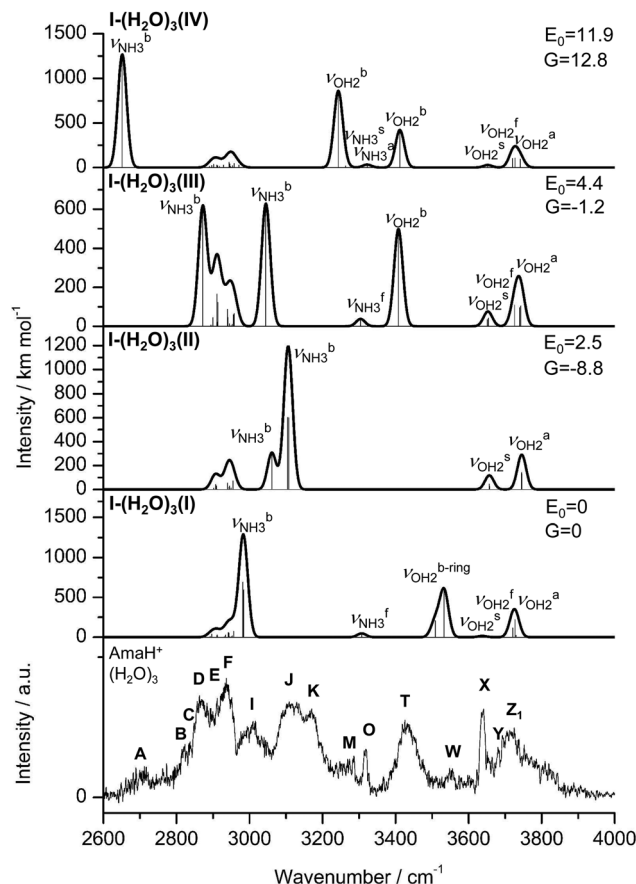 I-(H₂O)₃(IV)
E₀=11.9
G=12.8
1500
1000
500
0
νNH3ᵇ
νOH2ᵇ
νNH3ˢ
νNH3ᵃ
νOH2ᵇ
νOH2ˢ
νOH2ᶠ
νOH2ᵃ
I-(H₂O)₃(III)
E₀=4.4
G=-1.2
600
400
200
0
νNH3ᵇ
νNH3ᵇ
νNH3ᶠ
νOH2ᵇ
νOH2ˢ
νOH2ᶠ
νOH2ᵃ
Intensity / km mol⁻¹
I-(H₂O)₃(II)
E₀=2.5
G=-8.8
1200
1000
800
600
400
200
0
νNH3ᵇ
νNH3ᵇ
νOH2ˢ
νOH2ᵃ
I-(H₂O)₃(I)
E₀=0
G=0
1500
1000
500
0
νNH3ᵇ
νNH3ᶠ
νOH2ᵇ⁻ʳⁱⁿᵍ
νOH2ˢ
νOH2ᶠ
νOH2ᵃ
AmaH⁺
(H₂O)₃
Intensity / a.u.
0
A B C D E F I J K M O T W X Y Z₁
2600 2800 3000 3200 3400 3600 3800 4000
Wavenumber / cm⁻¹